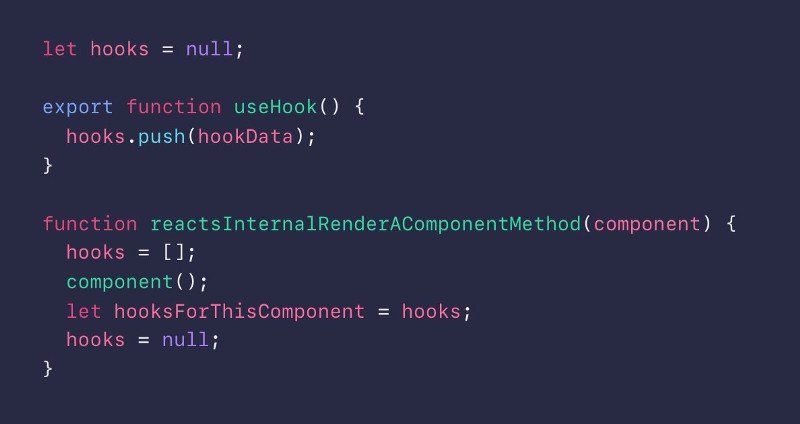 let hooks = null;

export function useHook() {
  hooks.push(hookData);
}

function reactsInternalRenderAComponentMethod(component) {
  hooks = [];
  component();
  let hooksForThisComponent = hooks;
  hooks = null;
}